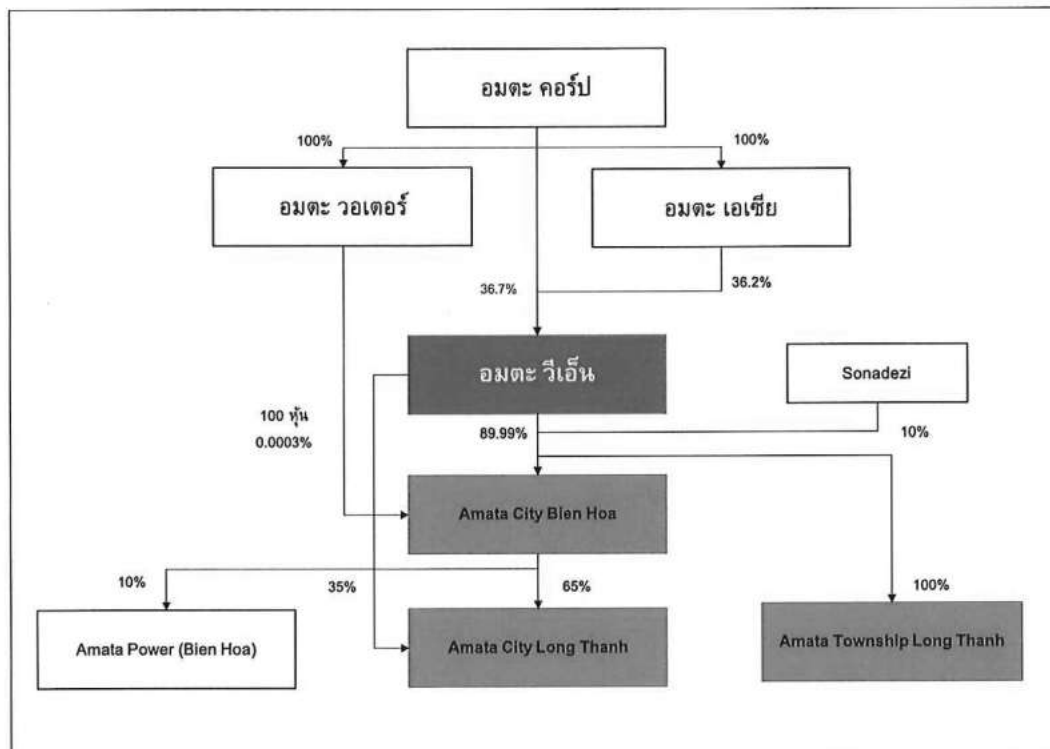 อมตะ คอร์ป
100%
100%
อมตะ วอเตอร์
อมตะ เอเซีย
36.7%
36.2%
อมตะ วีเอ็น
Sonadezi
100 หุ้น
0.0003%
89.99%
10%
Amata City Bien Hoa
10%
35%
65%
100%
Amata Power (Bien Hoa)
Amata City Long Thanh
Amata Township Long Thanh